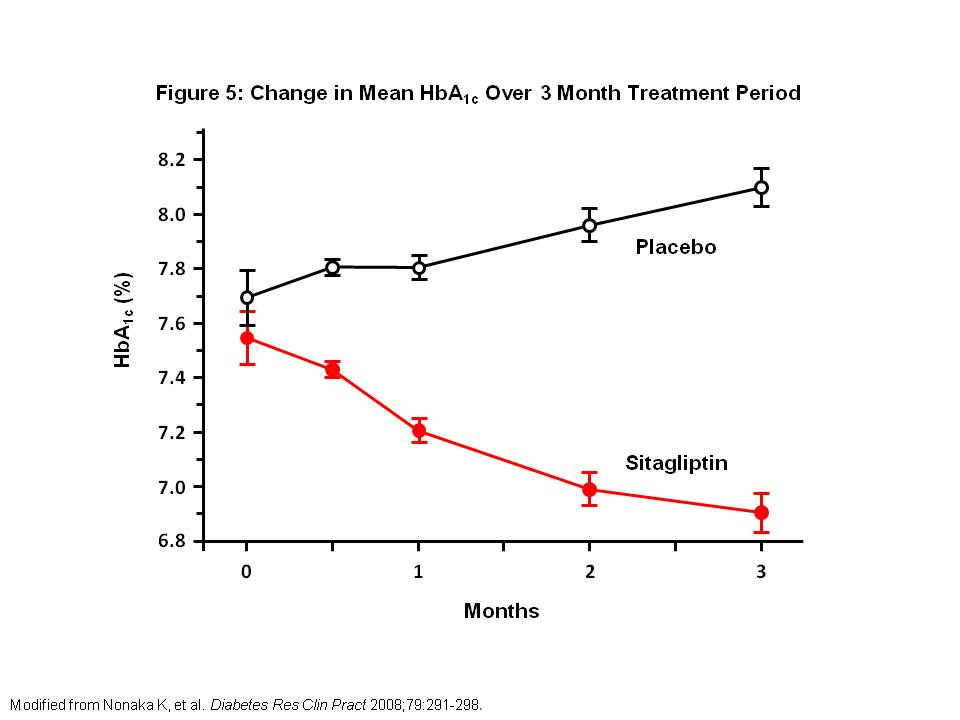 Figure 5: Change in Mean HbA1c Over 3 Month Treatment Period
8.2
8.0
7.8
7.6
7.4
7.2
7.0
6.8
HbA1c (%)
Placebo
Sitagliptin
0 1 2 3
Months
Modified from Nonaka K, et al. Diabetes Res Clin Pract 2008;79:291-298.